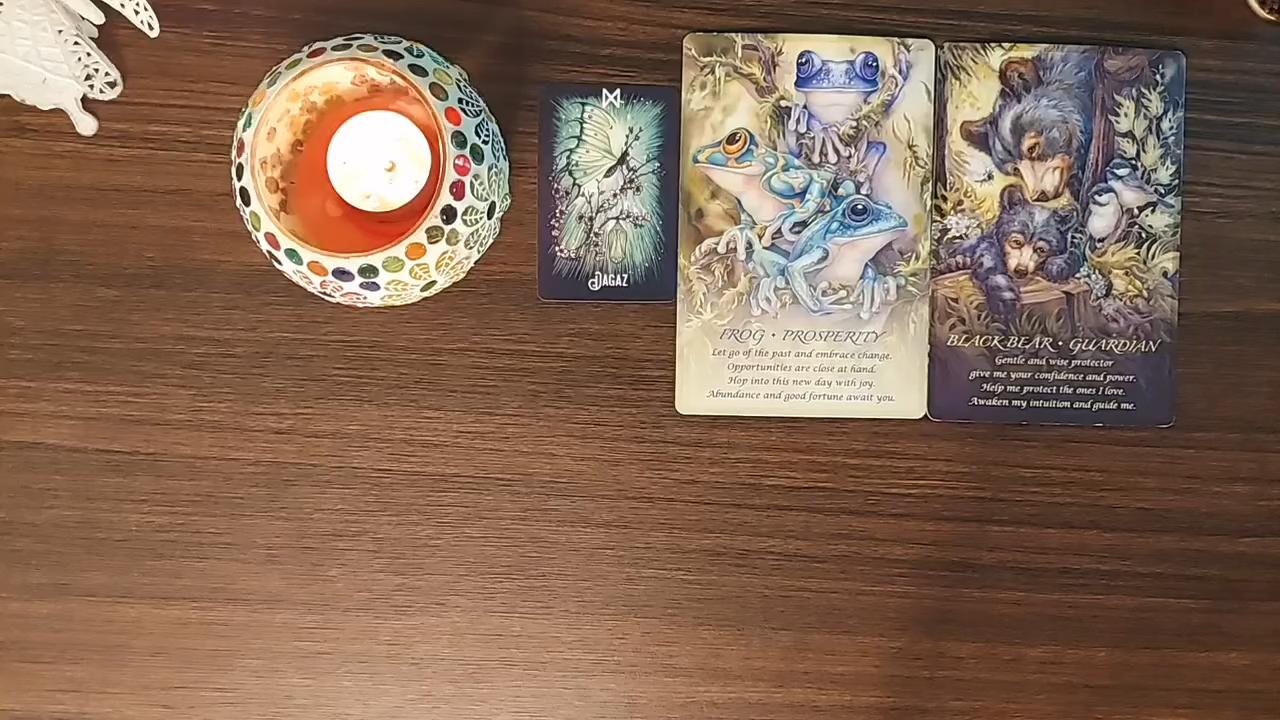 DAGAZ
FROG • PROSPERITY
Let go of the past and embrace change.
Opportunities are close at hand.
Hop into this new day with joy.
Abundance and good fortune await you.
BLACK BEAR • GUARDIAN
Gentle and wise protector
give me your confidence and power.
Help me protect the ones I love.
Awaken my intuition and guide me.